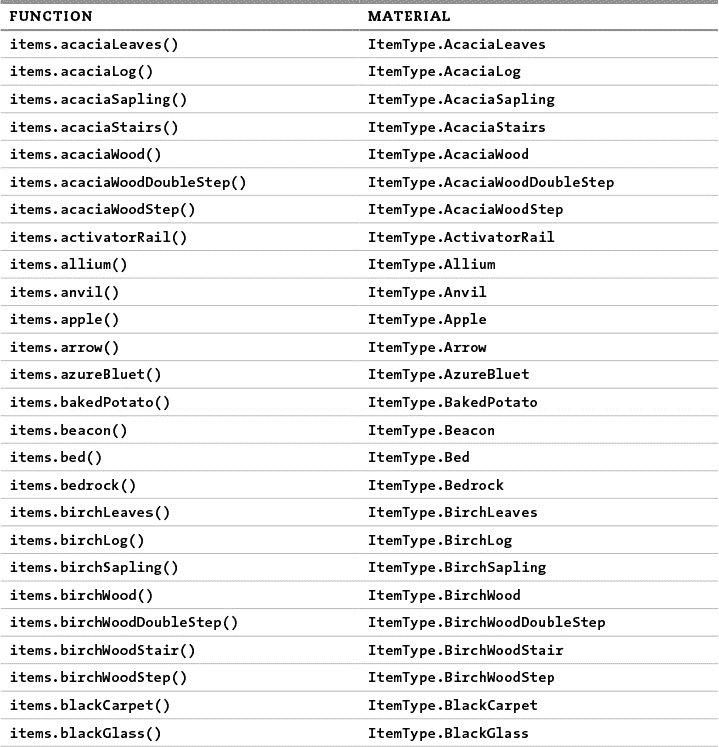 FUNCTION MATERIAL
items.acaciaLeaves() ItemType.AcaciaLeaves
items.acaciaLog() ItemType.AcaciaLog
items.acaciaSapling() ItemType.AcaciaSapling
items.acaciaStairs() ItemType.AcaciaStairs
items.acaciaWood() ItemType.AcaciaWood
items.acaciaWoodDoubleStep() ItemType.AcaciaWoodDoubleStep
items.acaciaWoodStep() ItemType.AcaciaWoodStep
items.activatorRail() ItemType.ActivatorRail
items.allium() ItemType.Allium
items.anvil() ItemType.Anvil
items.apple() ItemType.Apple
items.arrow() ItemType.Arrow
items.azureBluet() ItemType.AzureBluet
items.bakedPotato() ItemType.BakedPotato
items.beacon() ItemType.Beacon
items.bed() ItemType.Bed
items.bedrock() ItemType.Bedrock
items.birchLeaves() ItemType.BirchLeaves
items.birchLog() ItemType.BirchLog
items.birchSapling() ItemType.BirchSapling
items.birchWood() ItemType.BirchWood
items.birchWoodDoubleStep() ItemType.BirchWoodDoubleStep
items.birchWoodStair() ItemType.BirchWoodStair
items.birchWoodStep() ItemType.BirchWoodStep
items.blackCarpet() ItemType.BlackCarpet
items.blackGlass() ItemType.BlackGlass